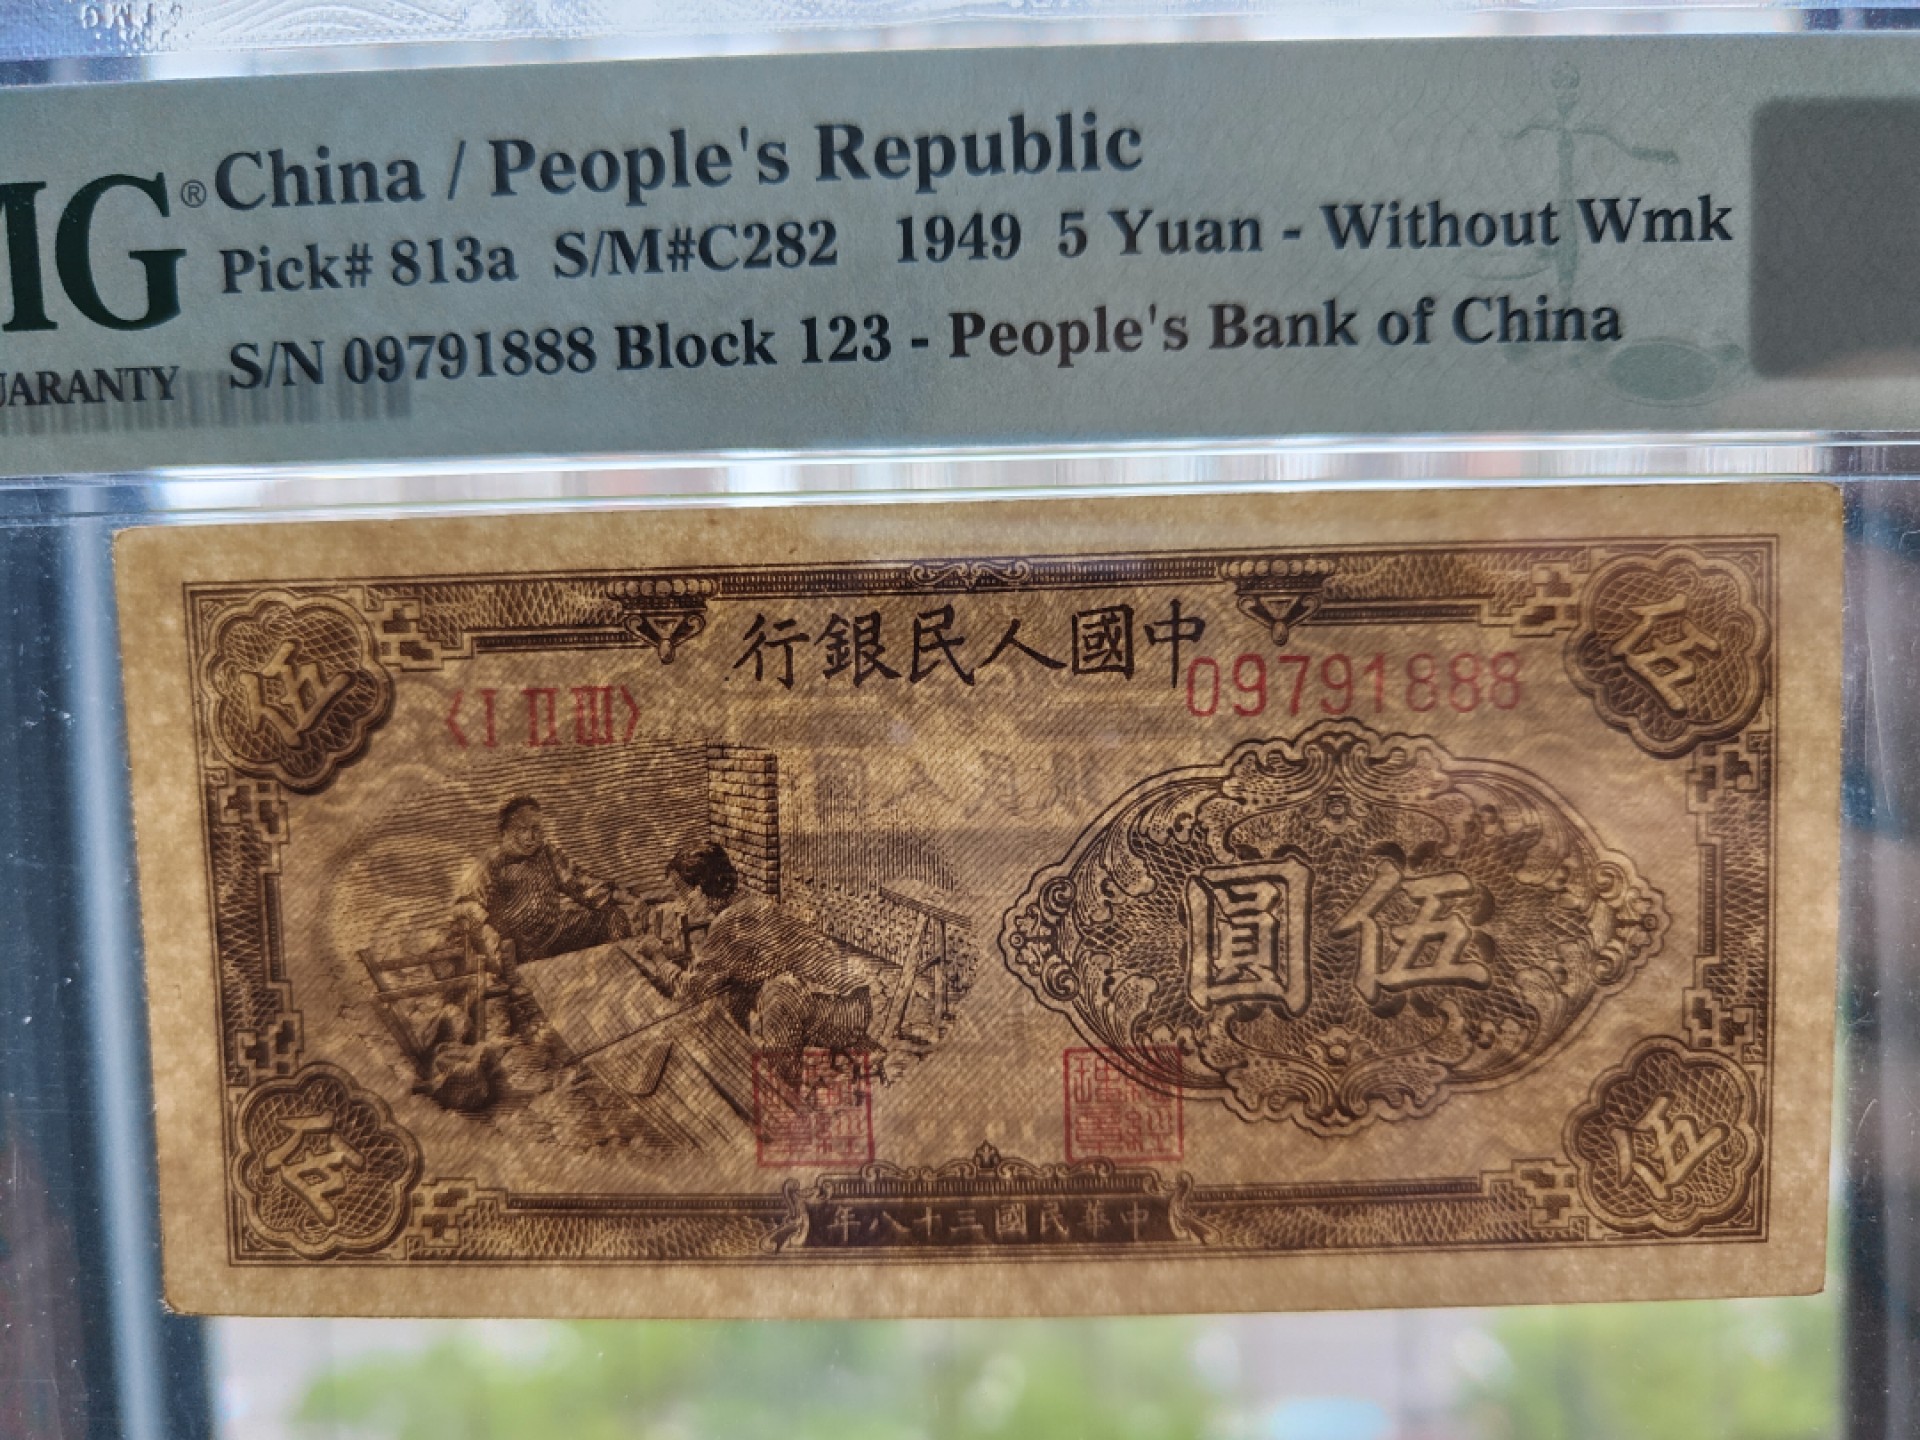 MG® China / People's Republic
Pick# 813a S/M#C282 1949 5 Yuan - Without Wmk
S/N 09791888 Block 123 - People's Bank of China
UARANTY
行銀民人國中
〈I II III〉
09791888
伍
伍
圓伍
伍
伍
年八十三國民華中